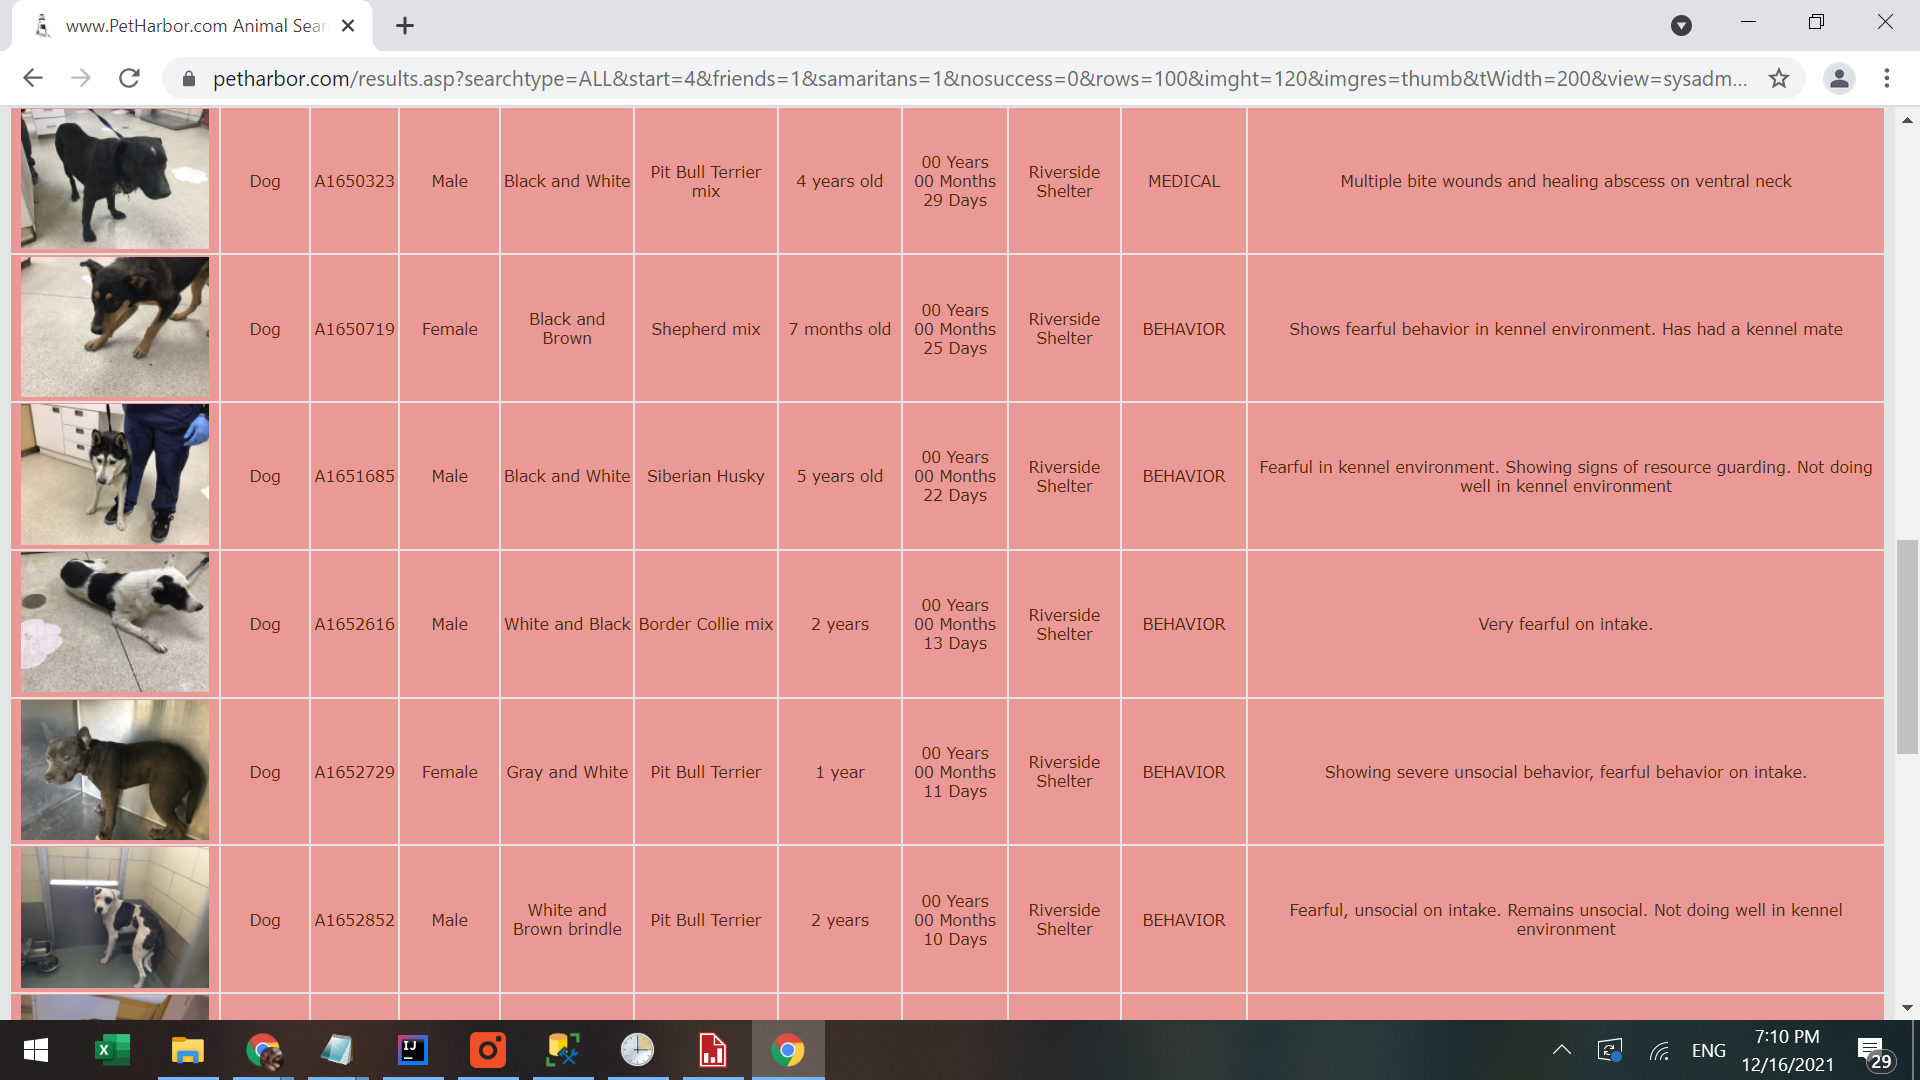 www.PetHarbor.com Animal Sear
petharbor.com/results.asp?searchtype=ALL&start=4&friends=1&samaritans=1&nosuccess=0&rows=100&imght=120&imgres=thumb&tWidth=200&view=sysadm...
Dog A1650323 Male Black and White Pit Bull Terrier mix 4 years old 00 Years 00 Months 29 Days Riverside Shelter MEDICAL Multiple bite wounds and healing abscess on ventral neck
Dog A1650719 Female Black and Brown Shepherd mix 7 months old 00 Years 00 Months 25 Days Riverside Shelter BEHAVIOR Shows fearful behavior in kennel environment. Has had a kennel mate
Dog A1651685 Male Black and White Siberian Husky 5 years old 00 Years 00 Months 22 Days Riverside Shelter BEHAVIOR Fearful in kennel environment. Showing signs of resource guarding. Not doing well in kennel environment
Dog A1652616 Male White and Black Border Collie mix 2 years 00 Years 00 Months 13 Days Riverside Shelter BEHAVIOR Very fearful on intake.
Dog A1652729 Female Gray and White Pit Bull Terrier 1 year 00 Years 00 Months 11 Days Riverside Shelter BEHAVIOR Showing severe unsocial behavior, fearful behavior on intake.
Dog A1652852 Male White and Brown brindle Pit Bull Terrier 2 years 00 Years 00 Months 10 Days Riverside Shelter BEHAVIOR Fearful, unsocial on intake. Remains unsocial. Not doing well in kennel environment
X
IJ
ENG
7:10 PM
12/16/2021
29